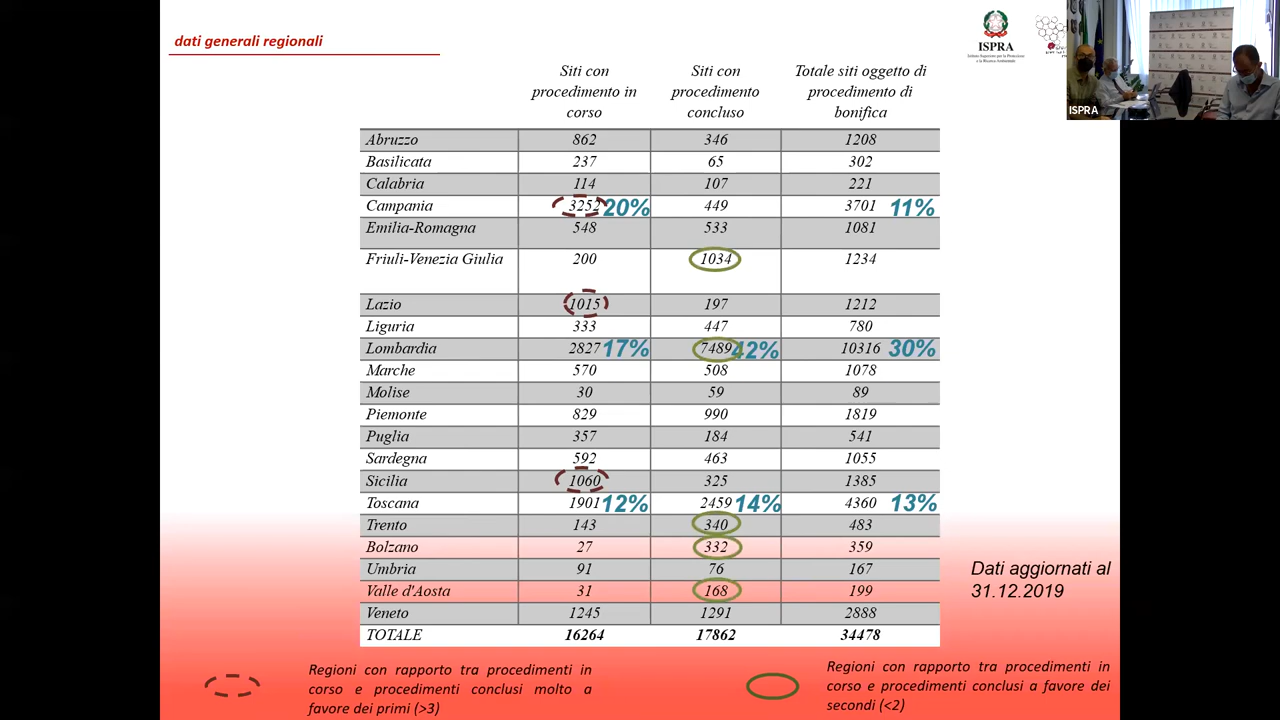 dati generali regionali
ISPRA
Istituto Superiore per la Protezione
e la Ricerca Ambientale
ISPRA
Siti con procedimento in corso Siti con procedimento concluso Totale siti oggetto di procedimento di bonifica
Abruzzo 862 346 1208
Basilicata 237 65 302
Calabria 114 107 221
Campania 3252 20% 449 3701 11%
Emilia-Romagna 548 533 1081
Friuli-Venezia Giulia 200 1034 1234
Lazio 1015 197 1212
Liguria 333 447 780
Lombardia 2827 17% 7489 42% 10316 30%
Marche 570 508 1078
Molise 30 59 89
Piemonte 829 990 1819
Puglia 357 184 541
Sardegna 592 463 1055
Sicilia 1060 325 1385
Toscana 1901 12% 2459 14% 4360 13%
Trento 143 340 483
Bolzano 27 332 359
Umbria 91 76 167
Valle d'Aosta 31 168 199
Veneto 1245 1291 2888
TOTALE 16264 17862 34478
Dati aggiornati al
31.12.2019
Regioni con rapporto tra procedimenti in
corso e procedimenti conclusi molto a
favore dei primi (>3)
Regioni con rapporto tra procedimenti in
corso e procedimenti conclusi a favore dei
secondi (<2)